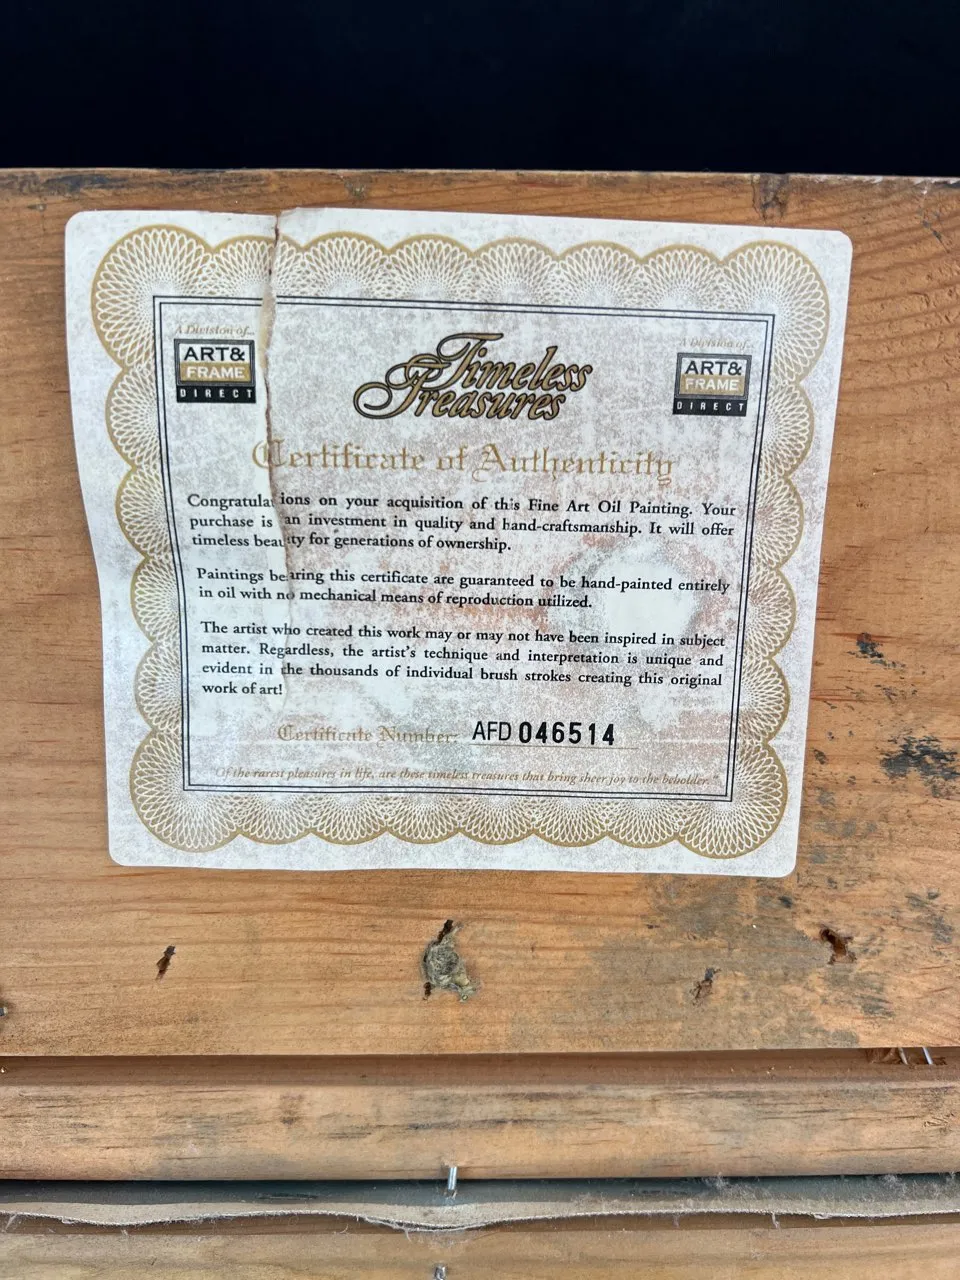 A Division of...
ART&
FRAME
DIRECT
Timeless
Treasures
A Division of...
ART&
FRAME
DIRECT
Certificate of Authenticity
Congratulations on your acquisition of this Fine Art Oil Painting. Your
purchase is an investment in quality and hand-craftsmanship. It will offer
timeless beauty for generations of ownership.
Paintings bearing this certificate are guaranteed to be hand-painted entirely
in oil with no mechanical means of reproduction utilized.
The artist who created this work may or may not have been inspired in subject
matter. Regardless, the artist's technique and interpretation is unique and
evident in the thousands of individual brush strokes creating this original
work of art!
Certificate Number: AFD 046514
"Of the rarest pleasures in life, are these timeless treasures that bring sheer joy to the beholder."